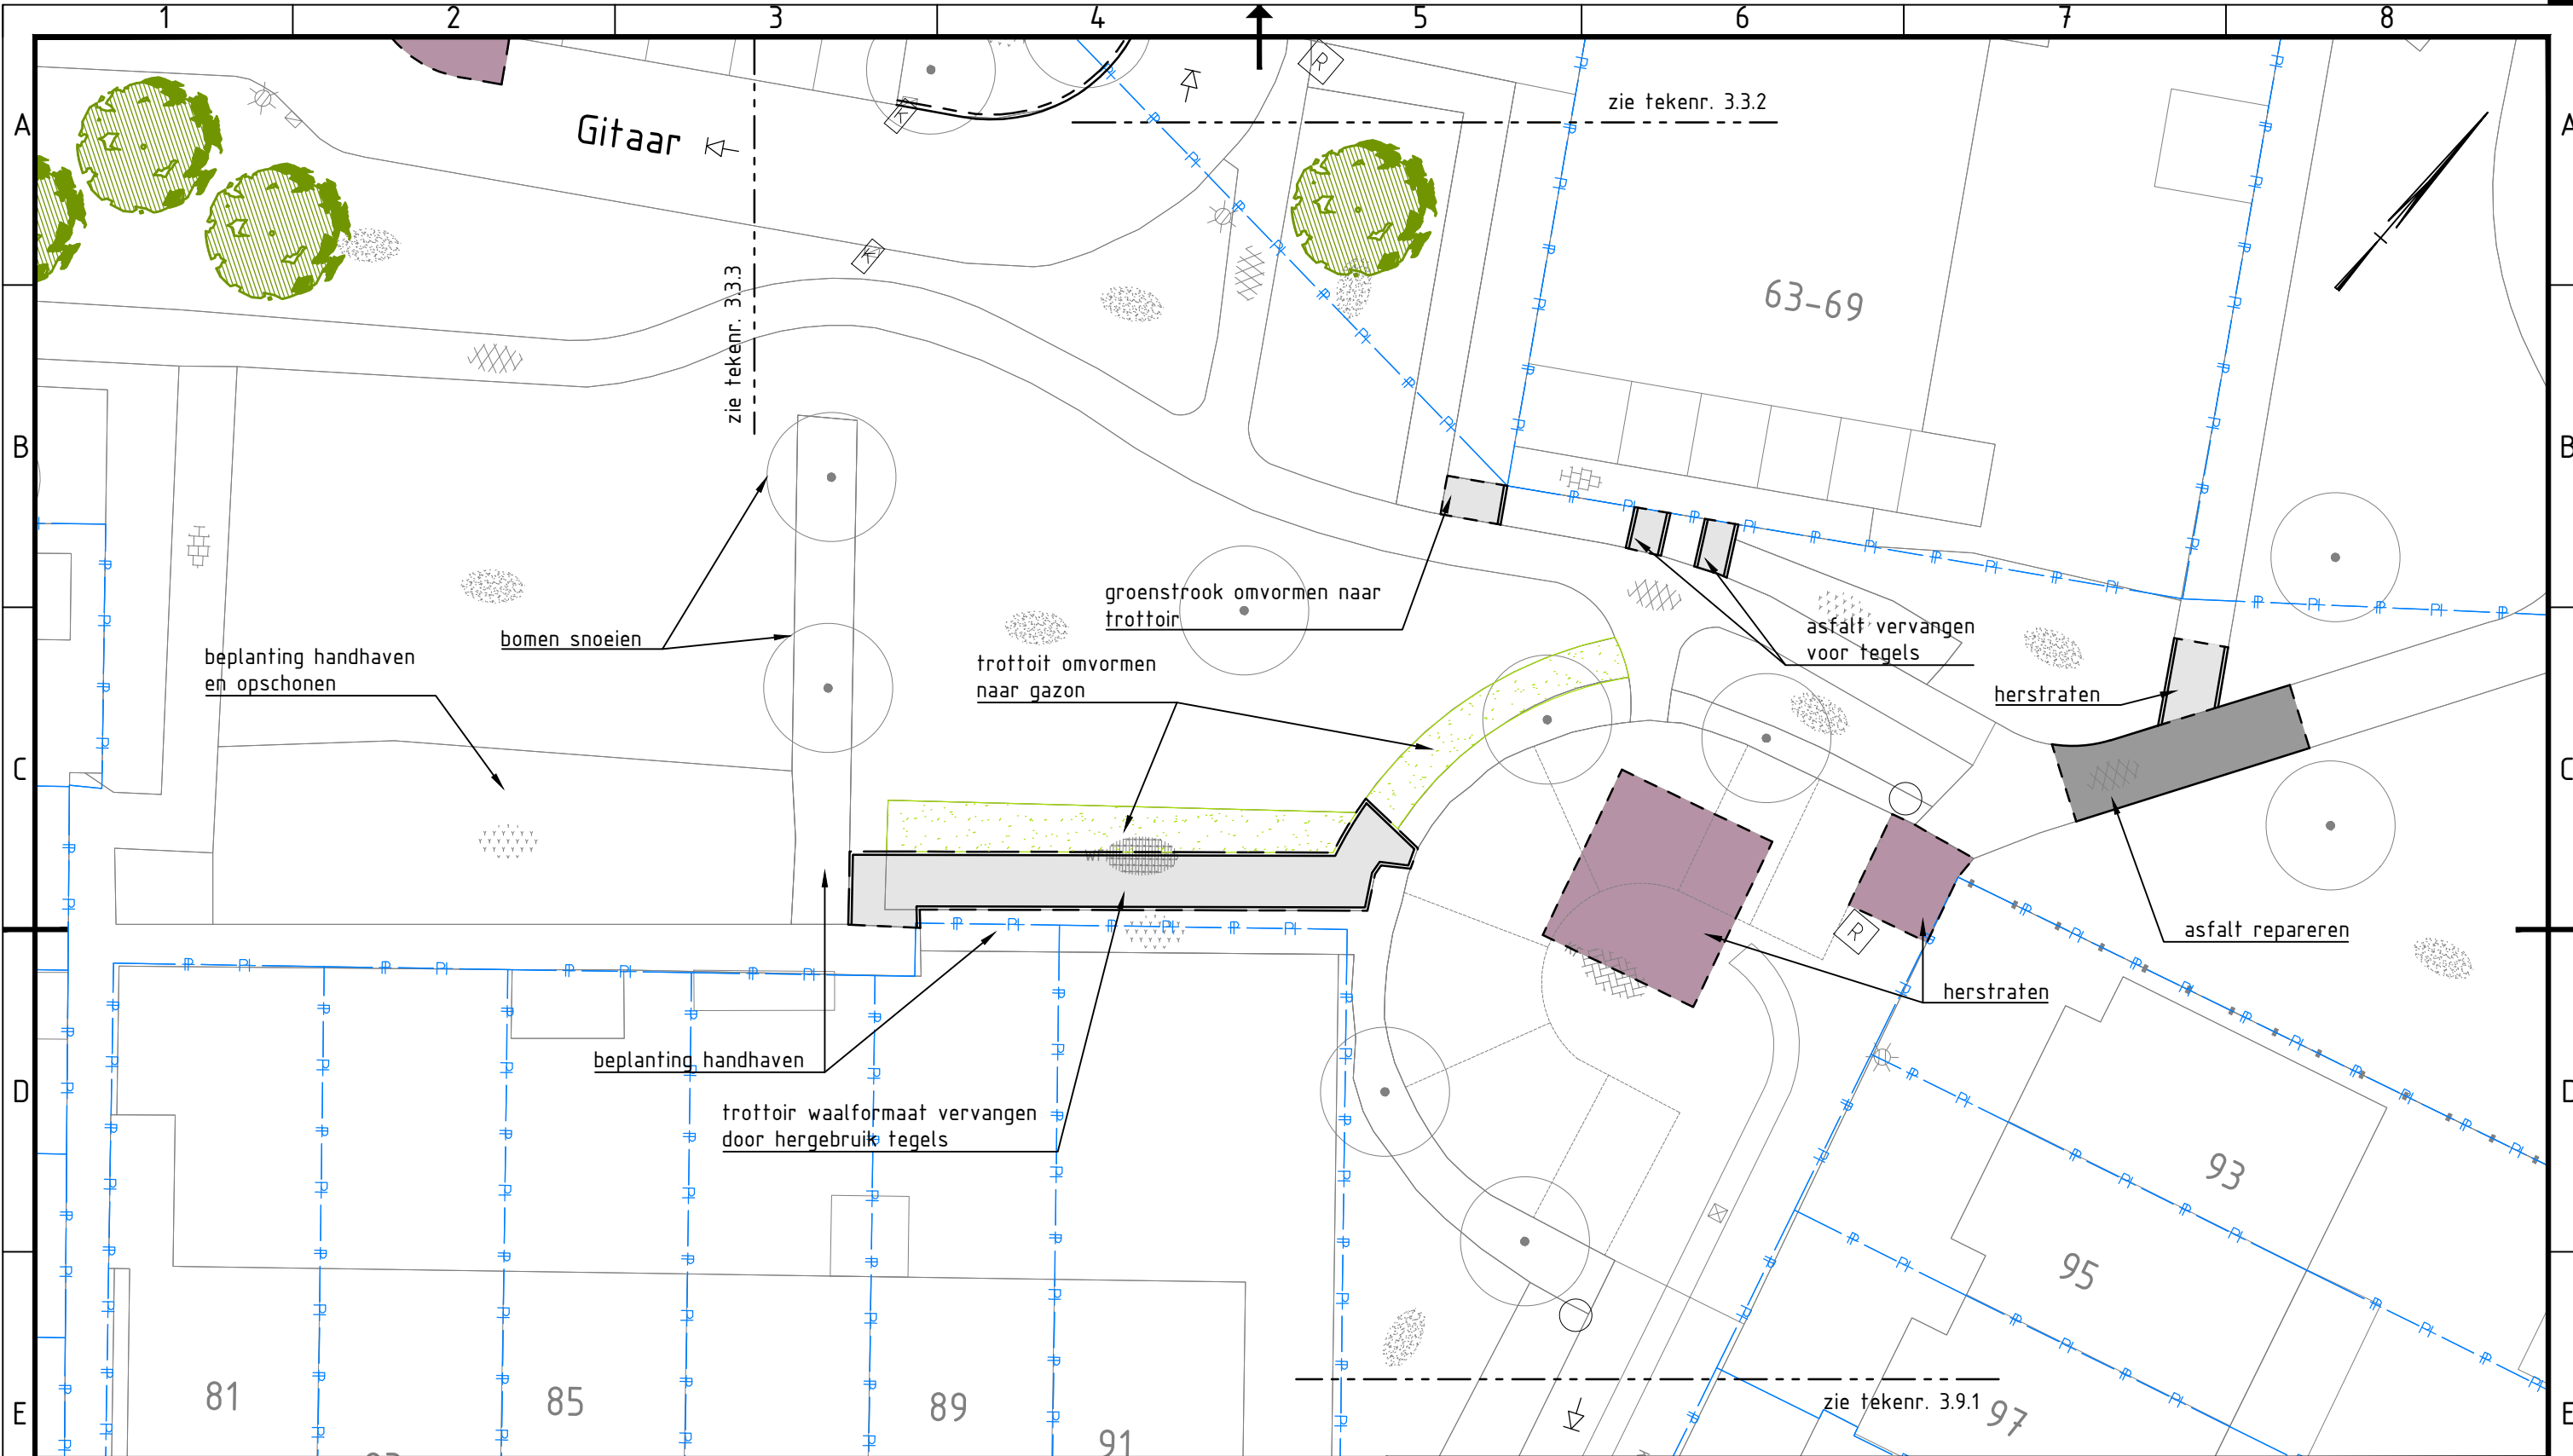 1 2 3 4 5 6 7 8
A
A
R
zie tekenr. 3.3.2
K
Gitaar
K
zie tekenr. 3.3.3
63-69
B
B
groenstrook omvormen naar
trottoir
bomen snoeien
asfalt vervangen
voor tegels
beplanting handhaven
en opschonen
trottoit omvormen
naar gazon
herstraten
C
C
R
asfalt repareren
herstraten
beplanting handhaven
D
D
trottoir waalformaat vervangen
door hergebruik tegels
93
95
81
85
89
91
zie tekenr. 3.9.1
97
E
E